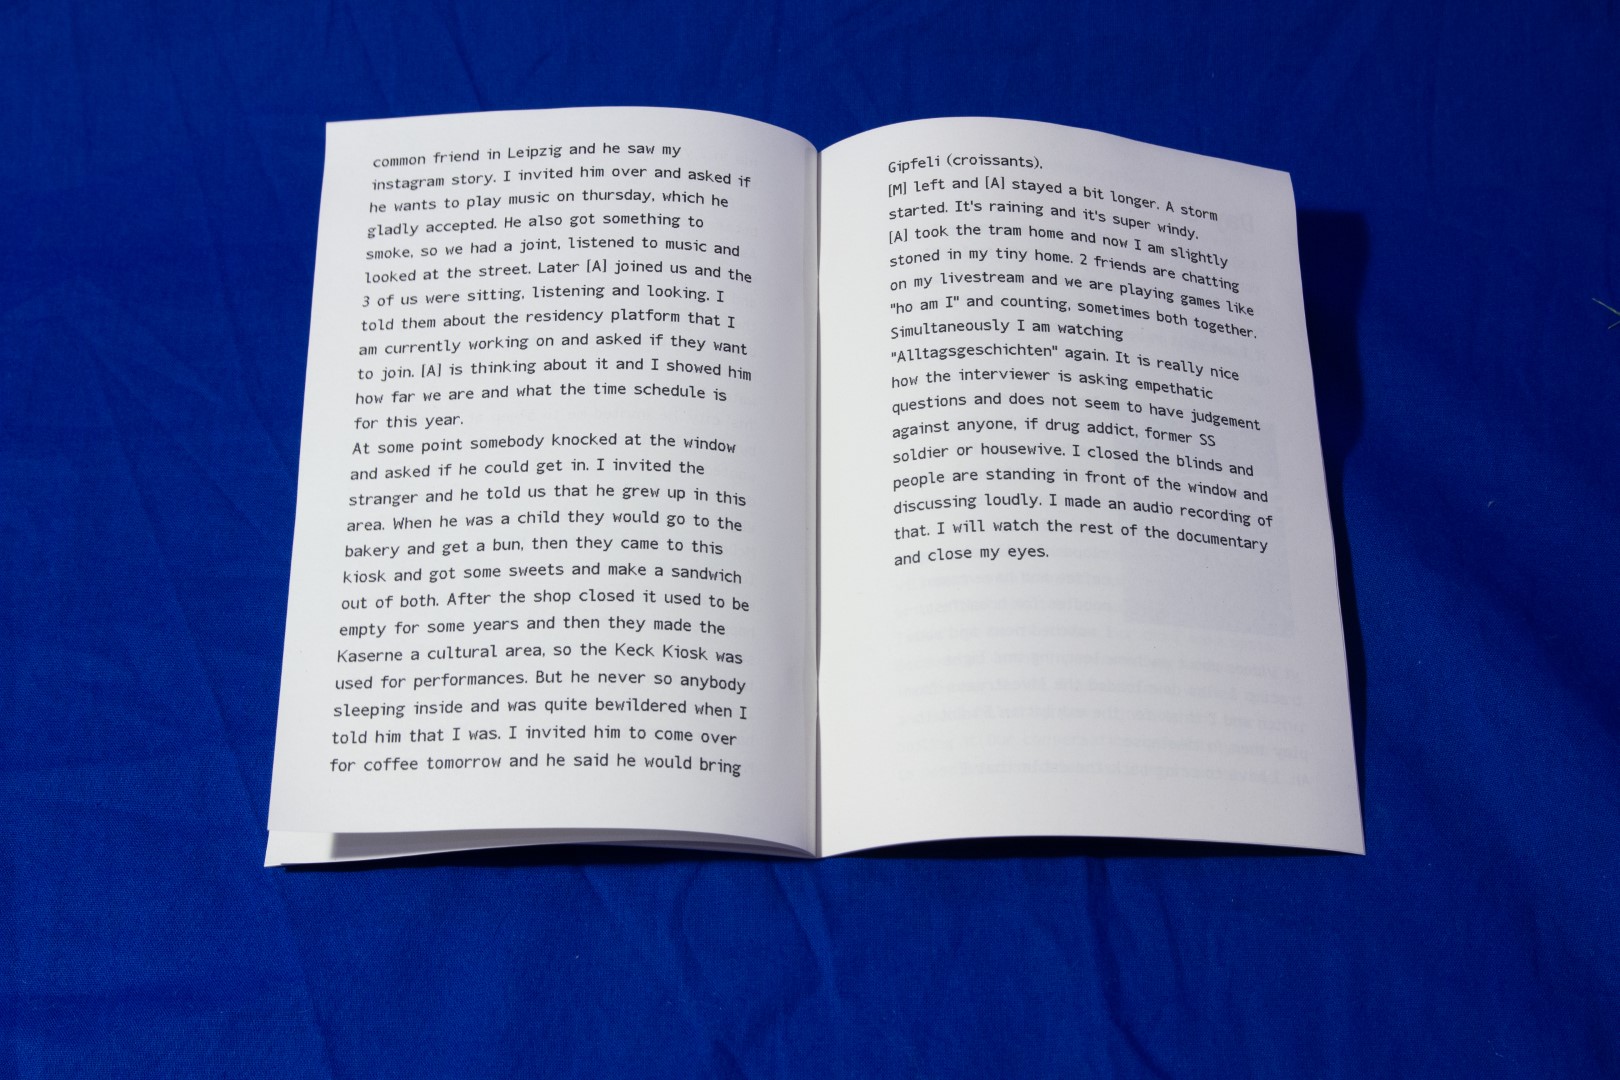 common friend in Leipzig and he saw my
instagram story. I invited him over and asked if
he wants to play music on thursday, which he
gladly accepted. He also got something to
smoke, so we had a joint, listened to music and
looked at the street. Later [A] joined us and the
3 of us were sitting, listening and looking. I
told them about the residency platform that I
am currently working on and asked if they want
to join. [A] is thinking about it and I showed him
how far we are and what the time schedule is
for this year.
At some point somebody knocked at the window
and asked if he could get in. I invited the
stranger and he told us that he grew up in this
area. When he was a child they would go to the
bakery and get a bun, then they came to this
kiosk and got some sweets and make a sandwich
out of both. After the shop closed it used to be
empty for some years and then they made the
Kaserne a cultural area, so the Keck Kiosk was
used for performances. But he never so anybody
sleeping inside and was quite bewildered when I
told him that I was. I invited him to come over
for coffee tomorrow and he said he would bring
Gipfeli (croissants).
[M] left and [A] stayed a bit longer. A storm
started. It's raining and it's super windy.
[A] took the tram home and now I am slightly
stoned in my tiny home. 2 friends are chatting
on my livestream and we are playing games like
"ho am I" and counting, sometimes both together.
Simultaneously I am watching
"Alltagsgeschichten" again. It is really nice
how the interviewer is asking empethatic
questions and does not seem to have judgement
against anyone, if drug addict, former SS
soldier or housewive. I closed the blinds and
people are standing in front of the window and
discussing loudly. I made an audio recording of
that. I will watch the rest of the documentary
and close my eyes.